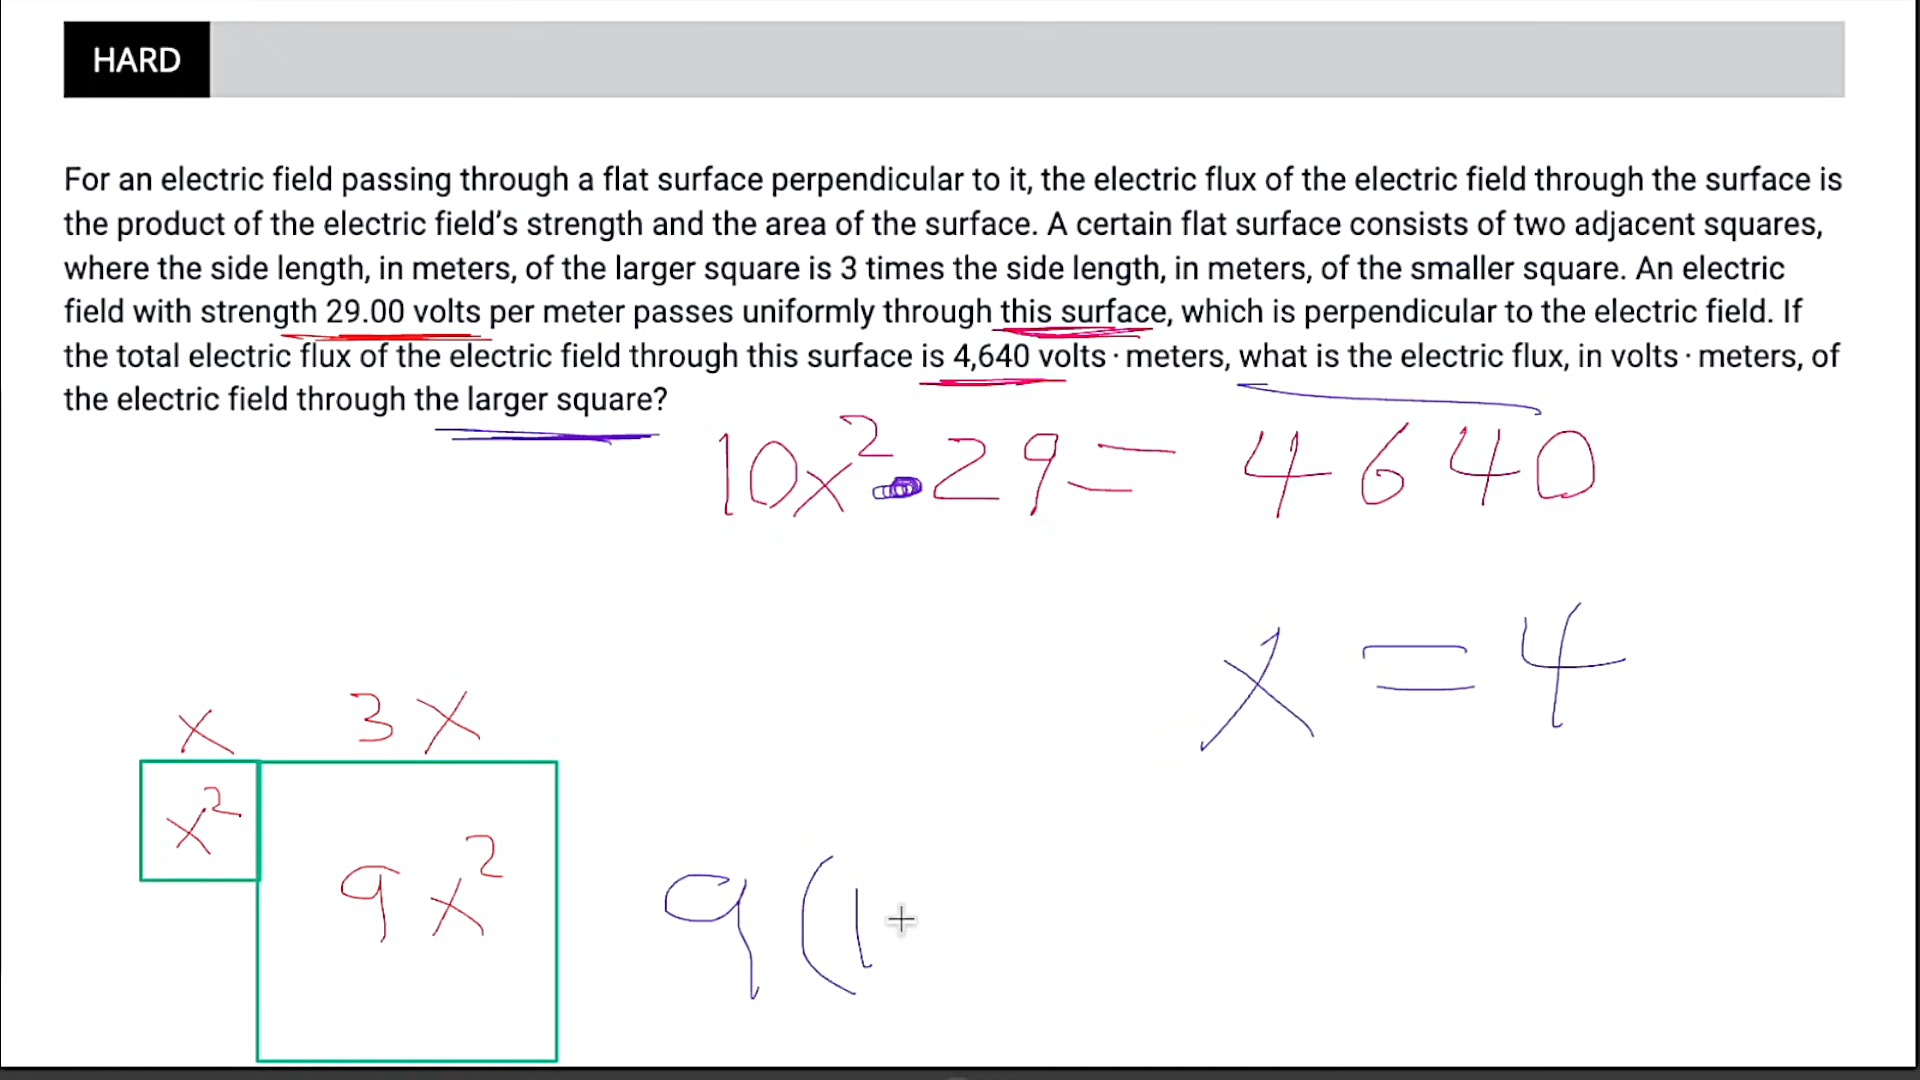 HARD
For an electric field passing through a flat surface perpendicular to it, the electric flux of the electric field through the surface is
the product of the electric field’s strength and the area of the surface. A certain flat surface consists of two adjacent squares,
where the side length, in meters, of the larger square is 3 times the side length, in meters, of the smaller square. An electric
field with strength 29.00 volts per meter passes uniformly through this surface, which is perpendicular to the electric field. If
the total electric flux of the electric field through this surface is 4,640 volts · meters, what is the electric flux, in volts · meters, of
the electric field through the larger square?
10x² · 29 = 4640
x = 4
x 3x
x²
9x²
9(1